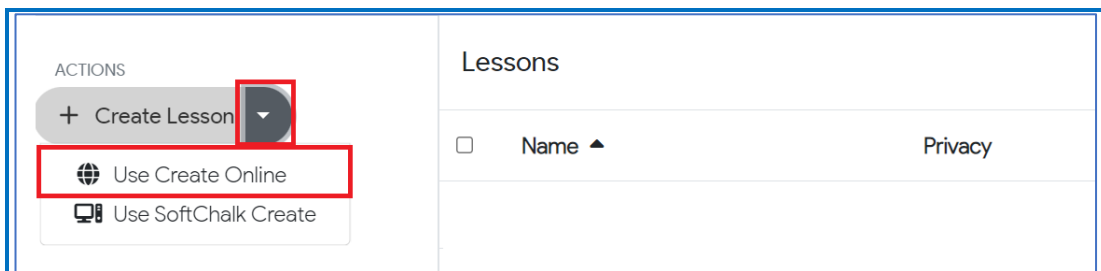 ACTIONS
+ Create Lesson
Use Create Online
Use SoftChalk Create
Lessons
Name
Privacy